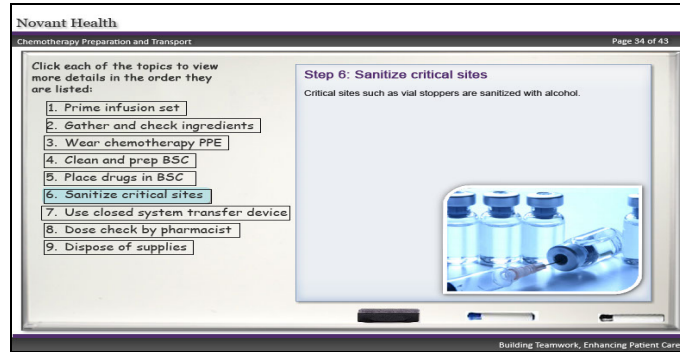 Novant Health
Chemotherapy Preparation and Transport
Page 34 of 43
Click each of the topics to view
more details in the order they
are listed:
1. Prime infusion set
2. Gather and check ingredients
3. Wear chemotherapy PPE
4. Clean and prep BSC
5. Place drugs in BSC
6. Sanitize critical sites
7. Use closed system transfer device
8. Dose check by pharmacist
9. Dispose of supplies
Step 6: Sanitize critical sites
Critical sites such as vial stoppers are sanitized with alcohol.
Building Teamwork, Enhancing Patient Care